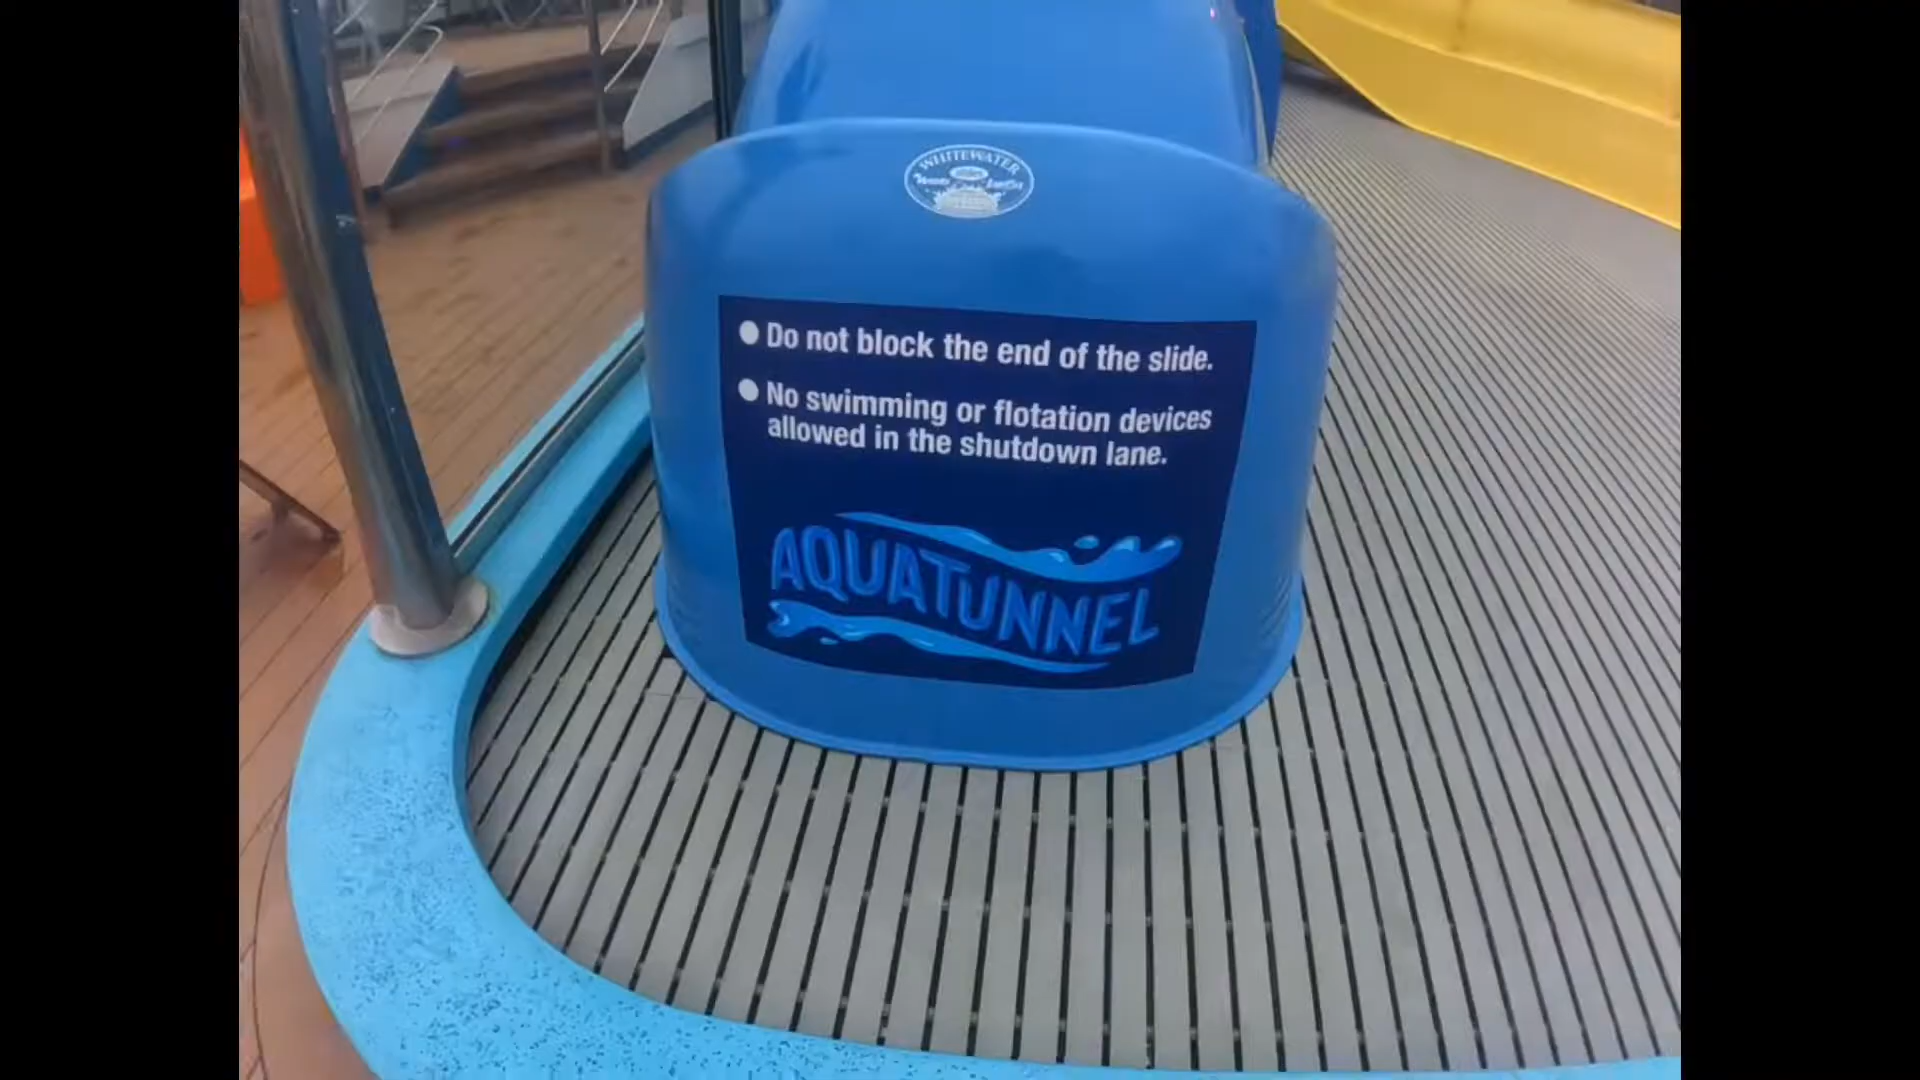 WHITEWATER
● Do not block the end of the slide.
● No swimming or flotation devices
allowed in the shutdown lane.
AQUATUNNEL